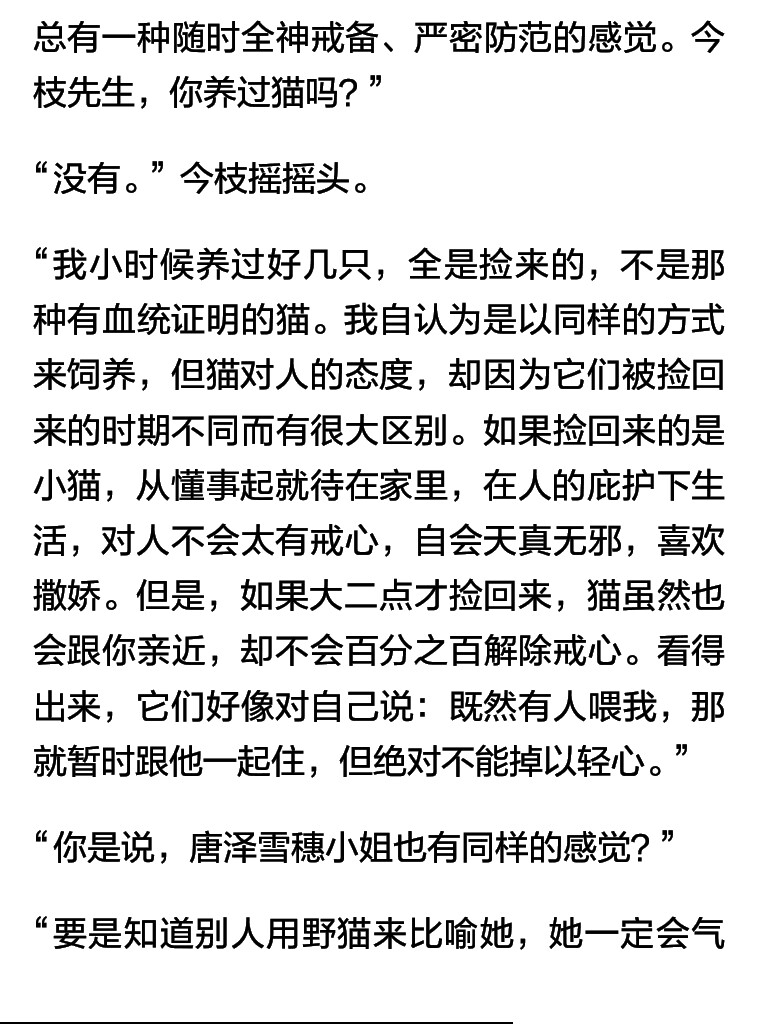 总有一种随时全神戒备、严密防范的感觉。今
枝先生，你养过猫吗？”
“没有。”今枝摇摇头。
“我小时候养过好几只，全是捡来的，不是那
种有血统证明的猫。我自认为是以同样的方式
来饲养，但猫对人的态度，却因为它们被捡回
来的时期不同而有很大区别。如果捡回来的是
小猫，从懂事起就待在家里，在人的庇护下生
活，对人不会太有戒心，自会天真无邪，喜欢
撒娇。但是，如果大二点才捡回来，猫虽然也
会跟你亲近，却不会百分之百解除戒心。看得
出来，它们好像对自己说：既然有人喂我，那
就暂时跟他一起住，但绝对不能掉以轻心。”
“你是说，唐泽雪穗小姐也有同样的感觉？”
“要是知道别人用野猫来比喻她，她一定会气